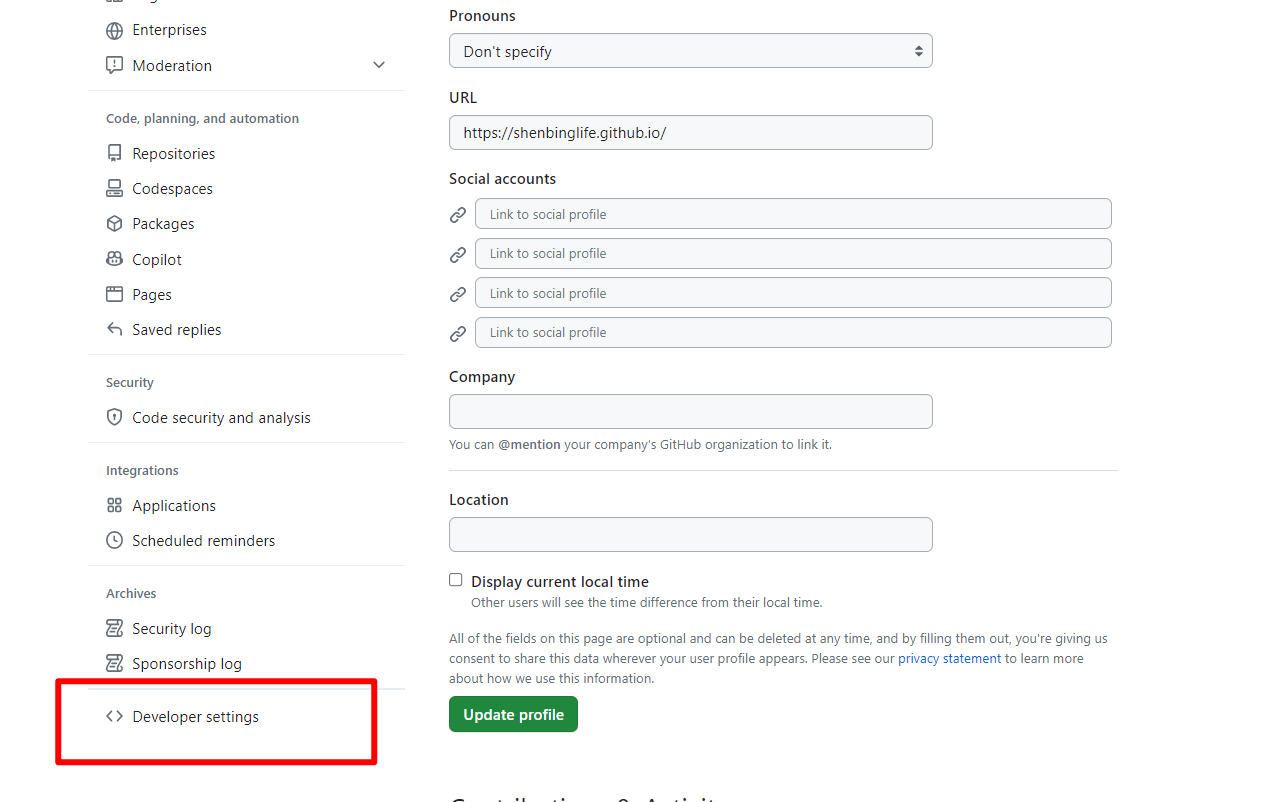 Enterprises
Moderation
Code, planning, and automation
Repositories
Codespaces
Packages
Copilot
Pages
Saved replies
Security
Code security and analysis
Integrations
Applications
Scheduled reminders
Archives
Security log
Sponsorship log
Developer settings
Pronouns
Don't specify
URL
https://shenbinglife.github.io/
Social accounts
Link to social profile
Link to social profile
Link to social profile
Link to social profile
Company
You can @mention your company's GitHub organization to link it.
Location
Display current local time
Other users will see the time difference from their local time.
All of the fields on this page are optional and can be deleted at any time, and by filling them out, you're giving us
consent to share this data wherever your user profile appears. Please see our privacy statement to learn more
about how we use this information.
Update profile